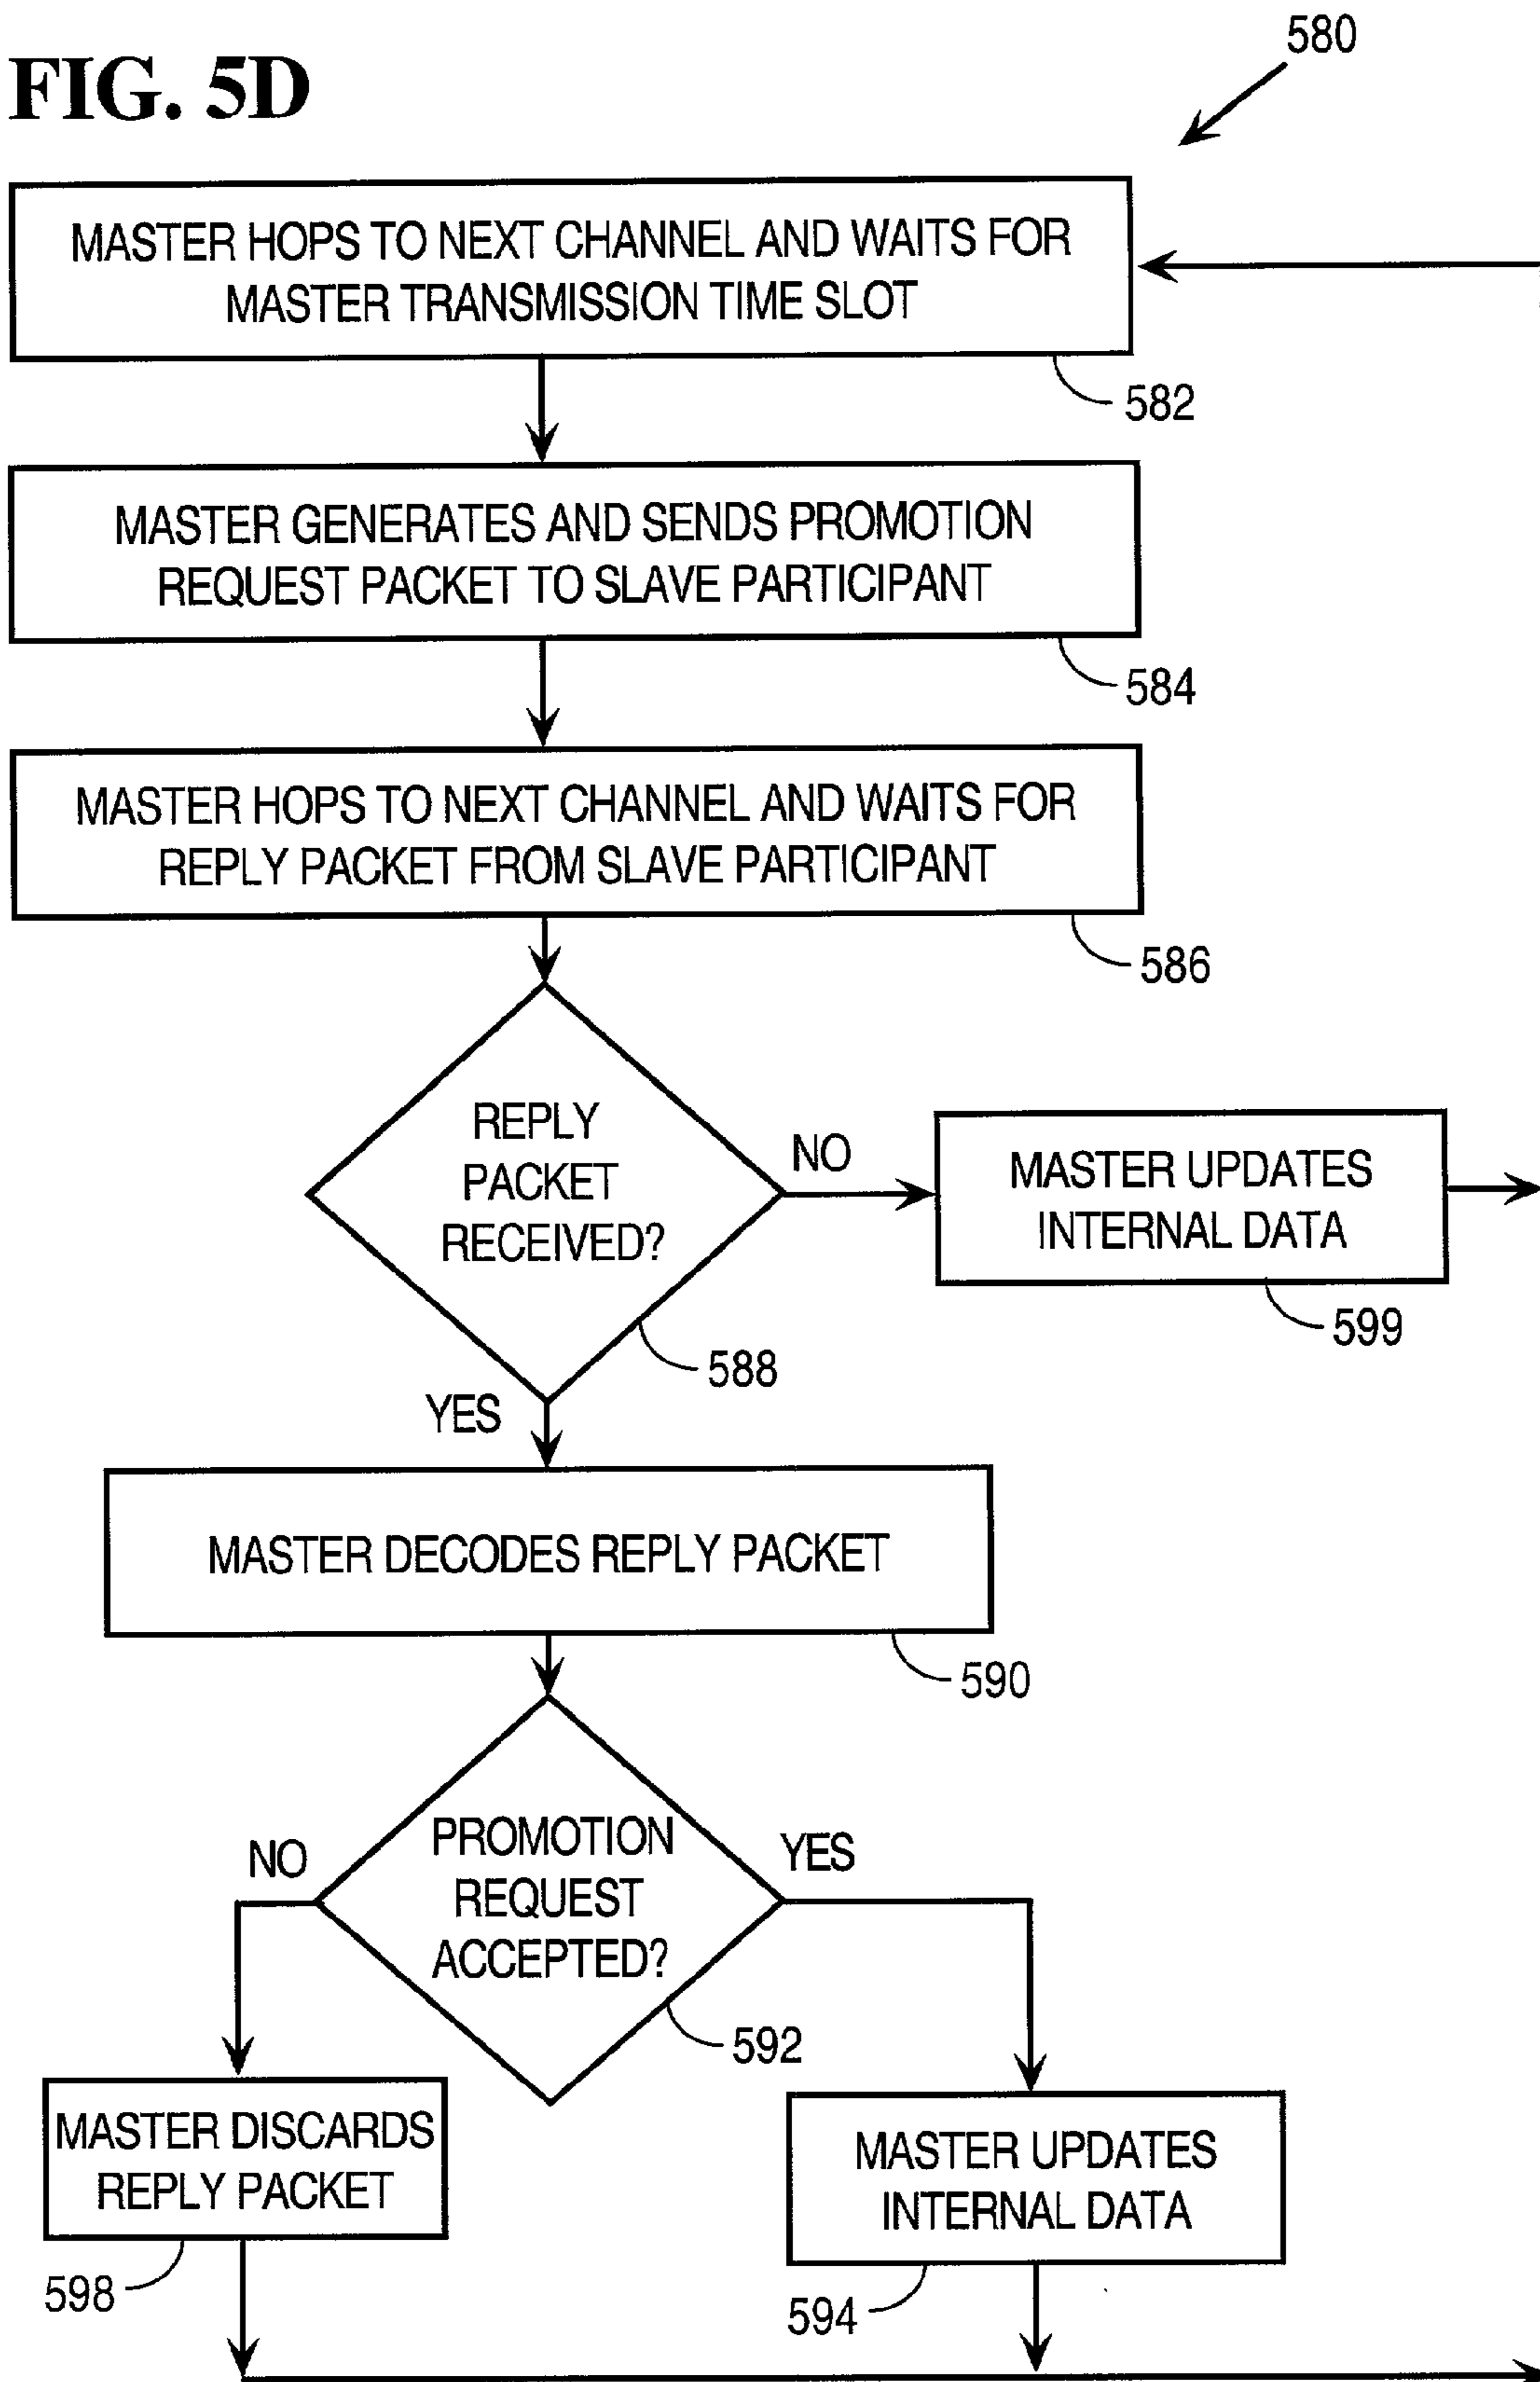 FIG. 5D
580
MASTER HOPS TO NEXT CHANNEL AND WAITS FOR
MASTER TRANSMISSION TIME SLOT
582
MASTER GENERATES AND SENDS PROMOTION
REQUEST PACKET TO SLAVE PARTICIPANT
584
MASTER HOPS TO NEXT CHANNEL AND WAITS FOR
REPLY PACKET FROM SLAVE PARTICIPANT
586
REPLY
PACKET
RECEIVED?
NO
MASTER UPDATES
INTERNAL DATA
599
588
YES
MASTER DECODES REPLY PACKET
590
NO
PROMOTION
REQUEST
ACCEPTED?
YES
592
MASTER DISCARDS
REPLY PACKET
598
MASTER UPDATES
INTERNAL DATA
594